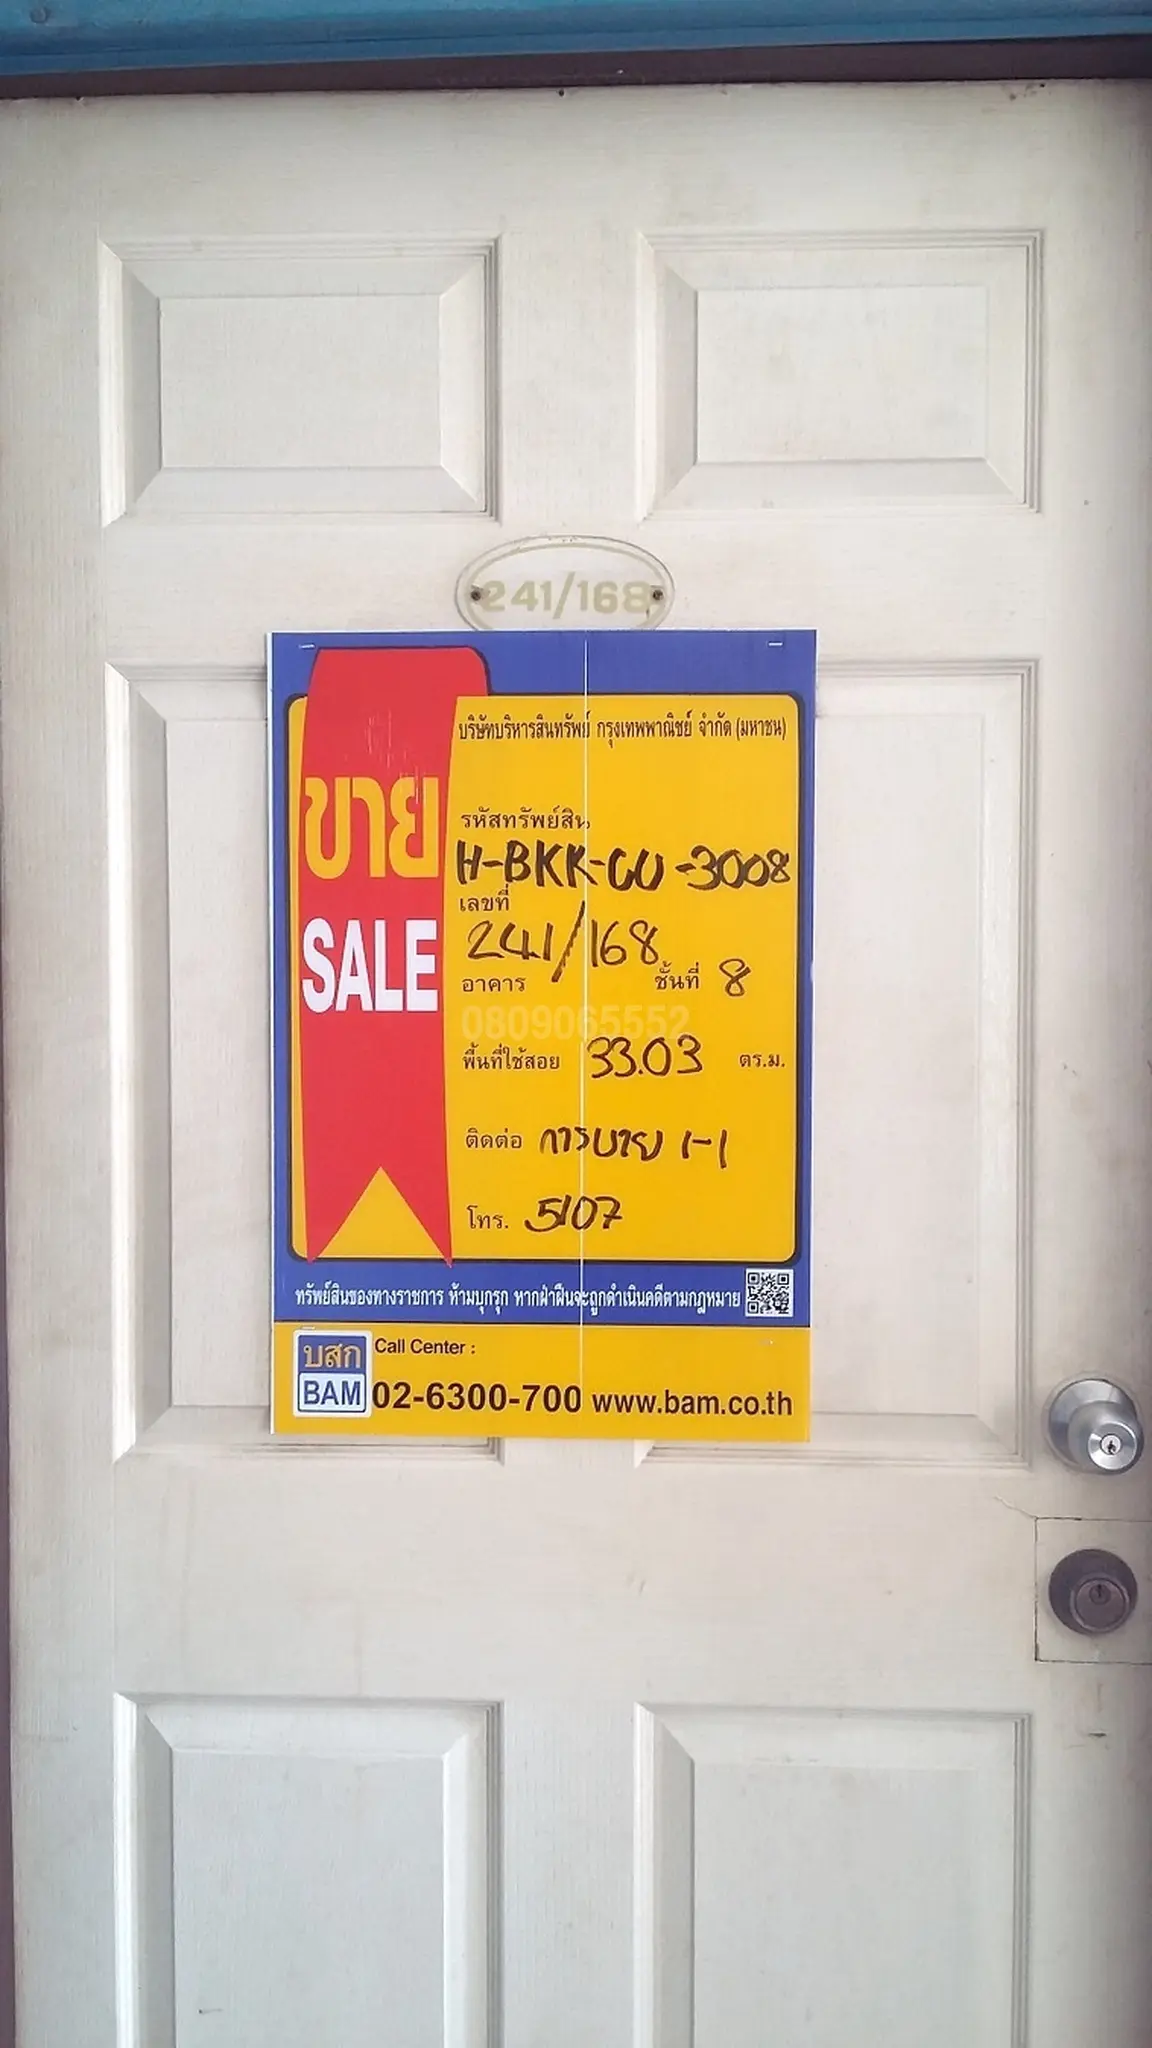 241/168
บริษัทบริหารสินทรัพย์ กรุงเทพพาณิชย์ จำกัด (มหาชน)
ขาย
SALE
รหัสทรัพย์สิน
H-BKK-CU-3008
เลขที่
241/168
อาคาร ชั้นที่ 8
0809065552
พื้นที่ใช้สอย 33.03 ตร.ม.
ติดต่อ การขาย 1-1
โทร. 5107
ทรัพย์สินของทางราชการ ห้ามบุกรุก หากฝ่าฝืนจะถูกดำเนินคดีตามกฎหมาย
บสก
BAM
Call Center :
02-6300-700 www.bam.co.th